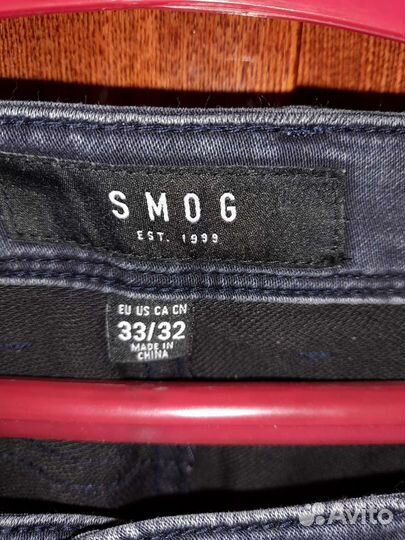 SMOG
EST. 1999
EU US CA CN
33/32
MADE IN
CHINA
Avito